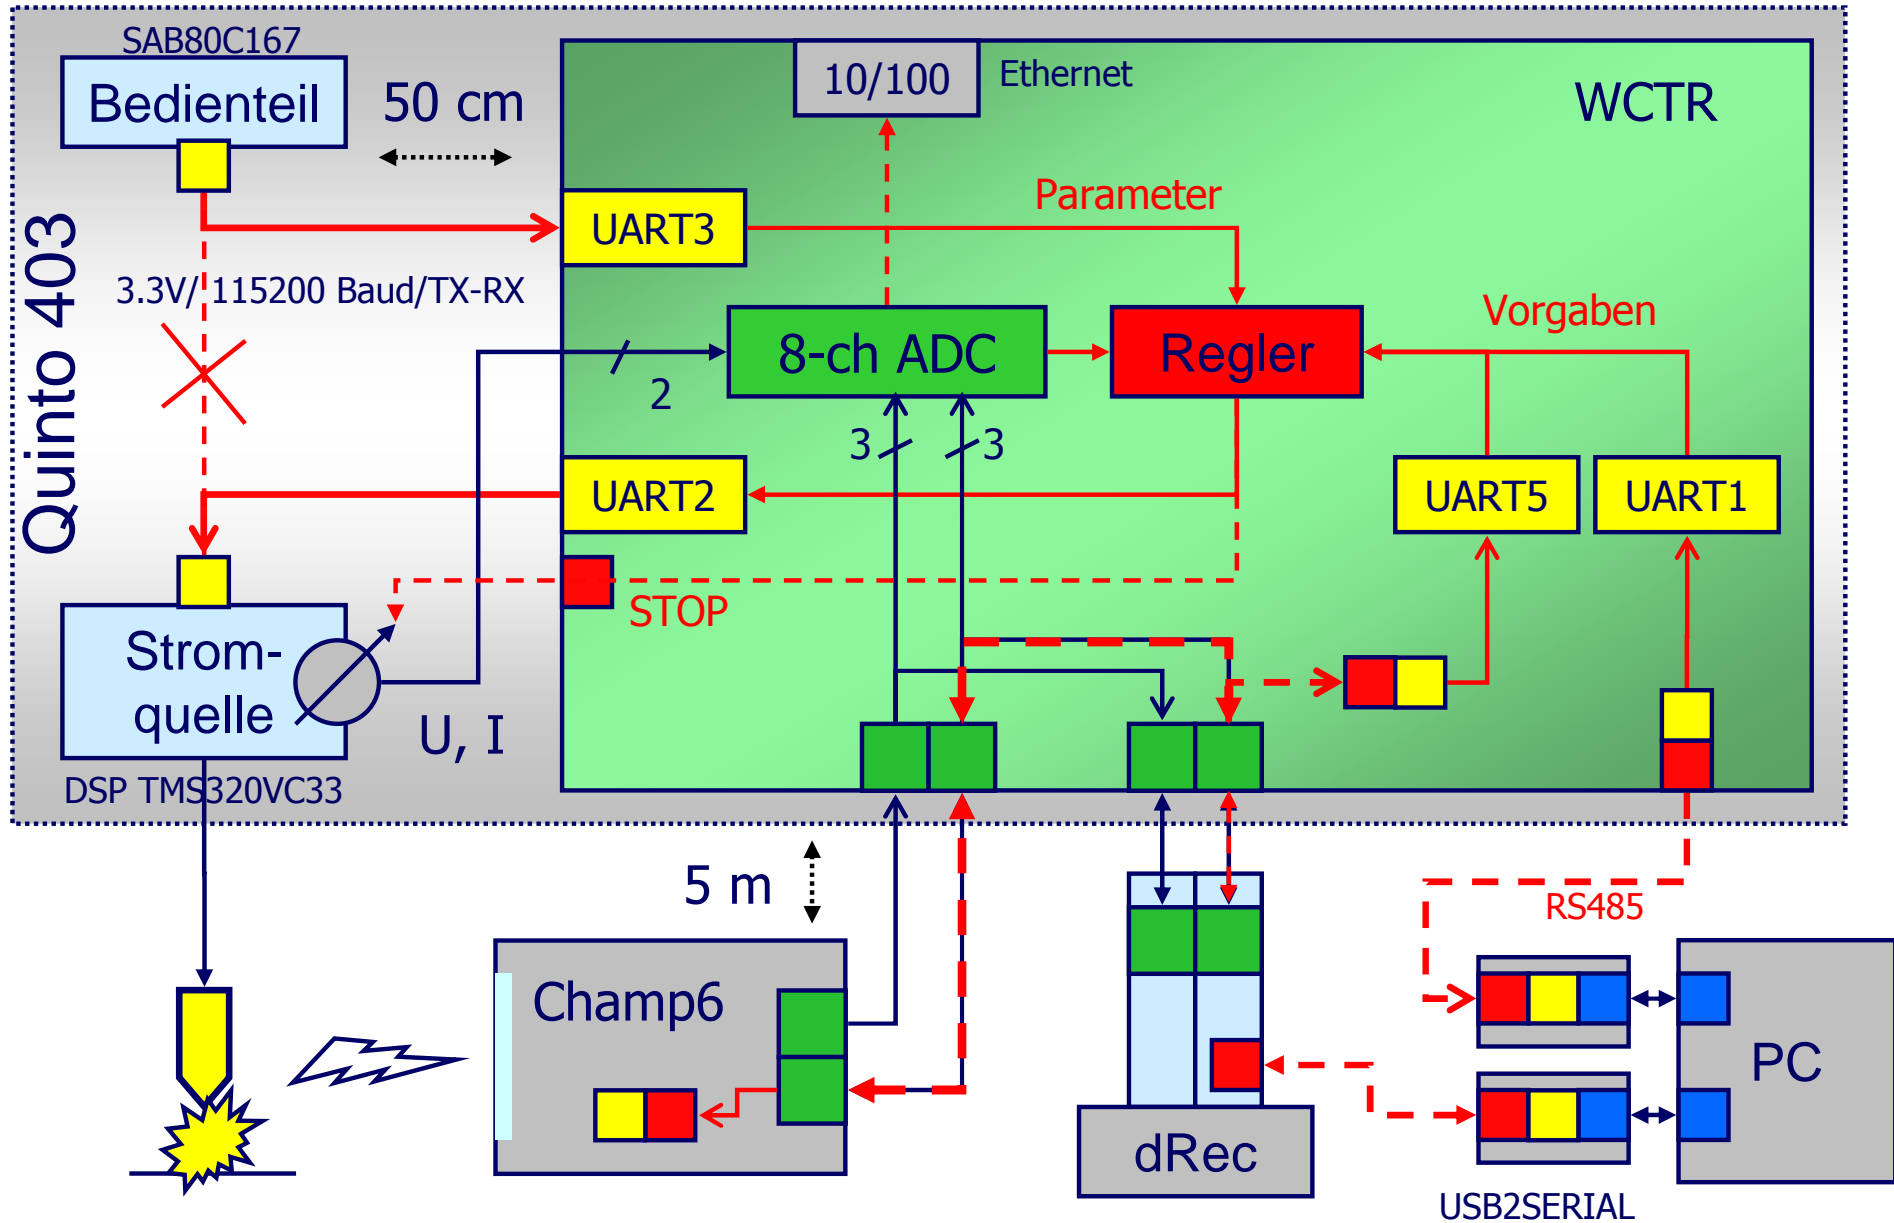 SAB80C167
Bedienteil
50 cm
10/100
Ethernet
WCTR
Quinto 403
UART3
Parameter
3.3V/ 115200 Baud/TX-RX
8-ch ADC
Regler
Vorgaben
2
3
3
UART2
UART5
UART1
STOP
Strom-
quelle
U, I
DSP TMS320VC33
5 m
RS485
Champ6
PC
dRec
USB2SERIAL